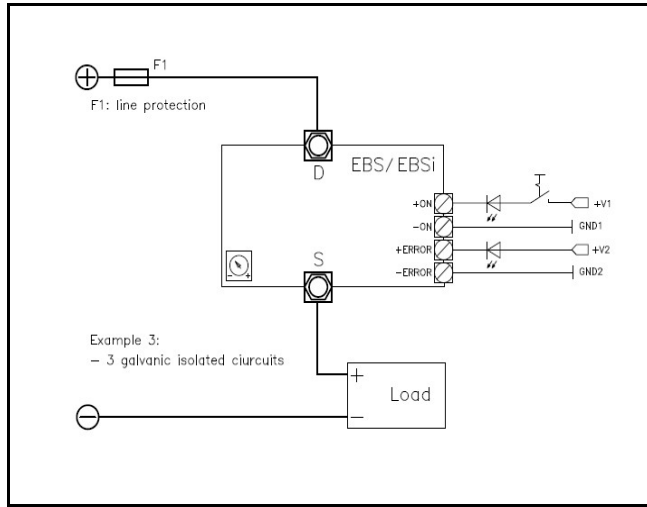 F1
F1: line protection
D
EBS/EBSi
+ON
+V1
-ON
GND1
+ERROR
+V2
-ERROR
GND2
S
- +
Example 3:
- 3 galvanic isolated ciurcuits
+
Load
-